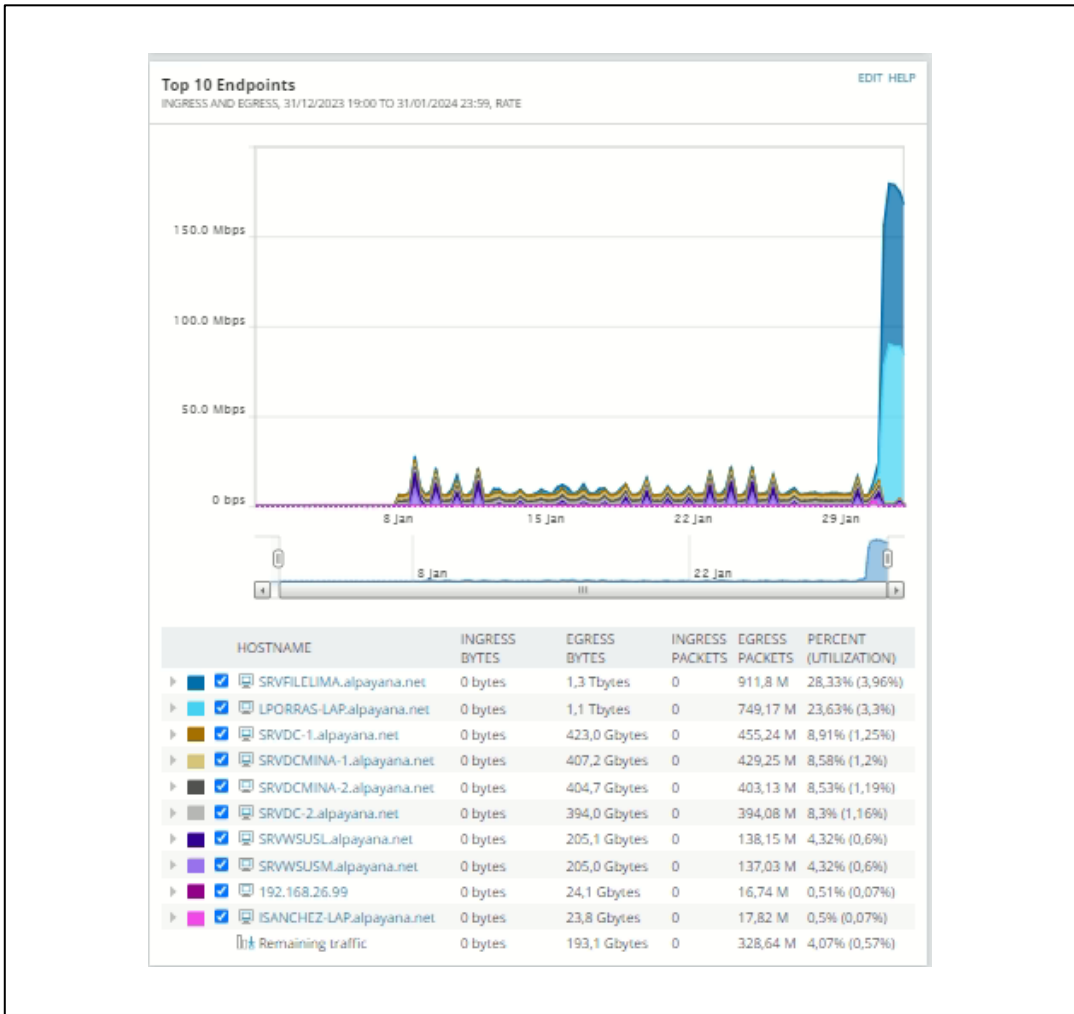 Top 10 Endpoints
EDIT HELP
INGRESS AND EGRESS, 31/12/2023 19:00 TO 31/01/2024 23:59, RATE
150.0 Mbps
100.0 Mbps
50.0 Mbps
0 bps
8 Jan 15 Jan 22 Jan 29 Jan
8 Jan 22 Jan
HOSTNAME INGRESS BYTES EGRESS BYTES INGRESS PACKETS EGRESS PACKETS PERCENT (UTILIZATION)
SRVFILELIMA.alpayana.net 0 bytes 1,3 Tbytes 0 911,8 M 28,33% (3,96%)
LPORRAS-LAP.alpayana.net 0 bytes 1,1 Tbytes 0 749,17 M 23,63% (3,3%)
SRVDC-1.alpayana.net 0 bytes 423,0 Gbytes 0 455,24 M 8,91% (1,25%)
SRVDCMINA-1.alpayana.net 0 bytes 407,2 Gbytes 0 429,25 M 8,58% (1,2%)
SRVDCMINA-2.alpayana.net 0 bytes 404,7 Gbytes 0 403,13 M 8,53% (1,19%)
SRVDC-2.alpayana.net 0 bytes 394,0 Gbytes 0 394,08 M 8,3% (1,16%)
SRVWSUSL.alpayana.net 0 bytes 205,1 Gbytes 0 138,15 M 4,32% (0,6%)
SRVWSUSM.alpayana.net 0 bytes 205,0 Gbytes 0 137,03 M 4,32% (0,6%)
192.168.26.99 0 bytes 24,1 Gbytes 0 16,74 M 0,51% (0,07%)
ISANCHEZ-LAP.alpayana.net 0 bytes 23,8 Gbytes 0 17,82 M 0,5% (0,07%)
Remaining traffic 0 bytes 193,1 Gbytes 0 328,64 M 4,07% (0,57%)